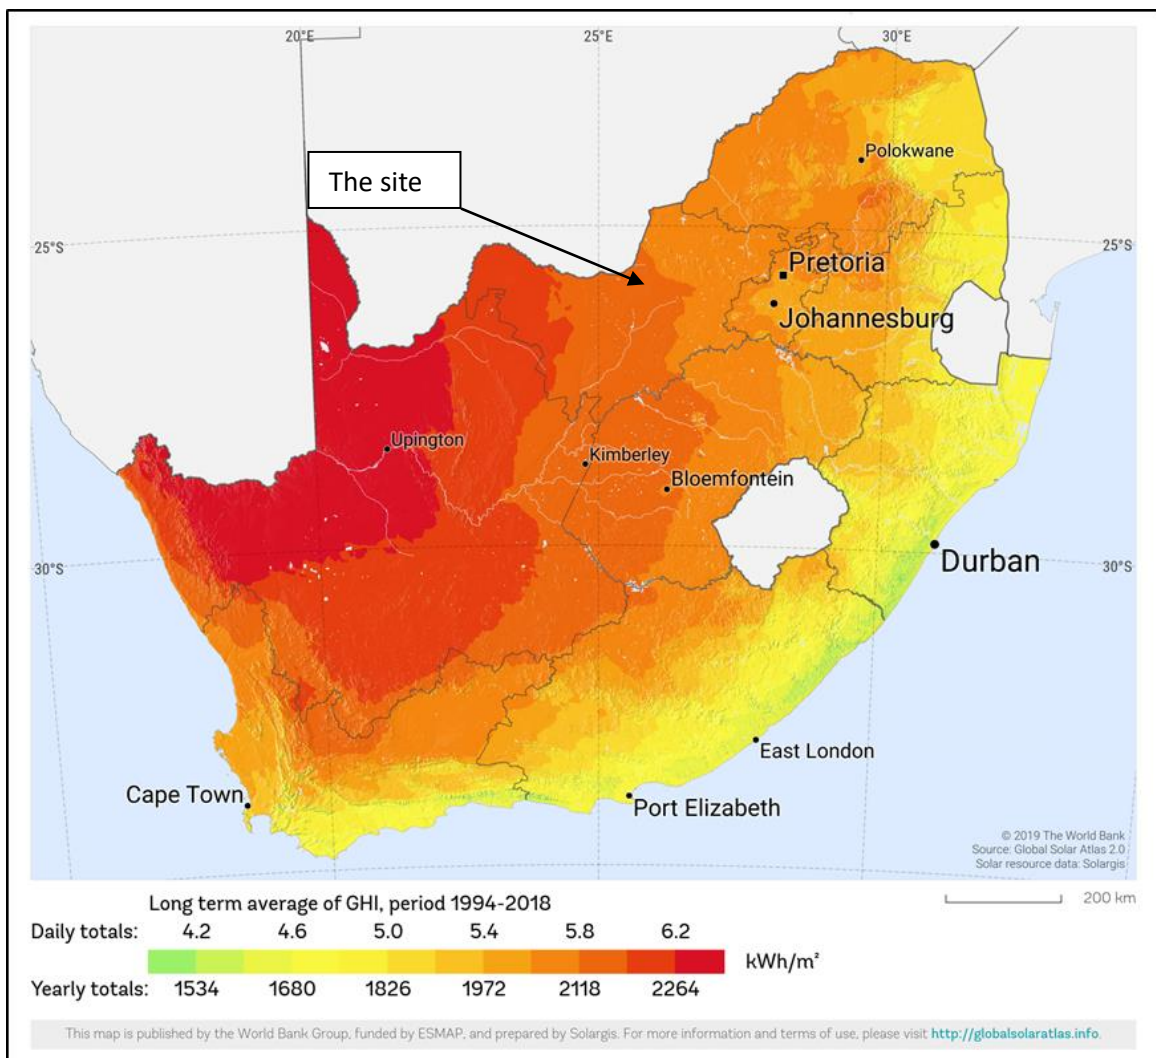 20°E 25°E 30°E
Polokwane
The site
25°S 25°S
Pretoria
Johannesburg
Upington
Kimberley
Bloemfontein
Durban
30°S 30°S
East London
Cape Town
Port Elizabeth
© 2019 The World Bank
Source: Global Solar Atlas 2.0
Solar resource data: Solargis
Long term average of GHI, period 1994-2018
200 km
Daily totals: 4.2 4.6 5.0 5.4 5.8 6.2
kWh/m²
Yearly totals: 1534 1680 1826 1972 2118 2264
This map is published by the World Bank Group, funded by ESMAP, and prepared by Solargis. For more information and terms of use, please visit http://globalsolaratlas.info.